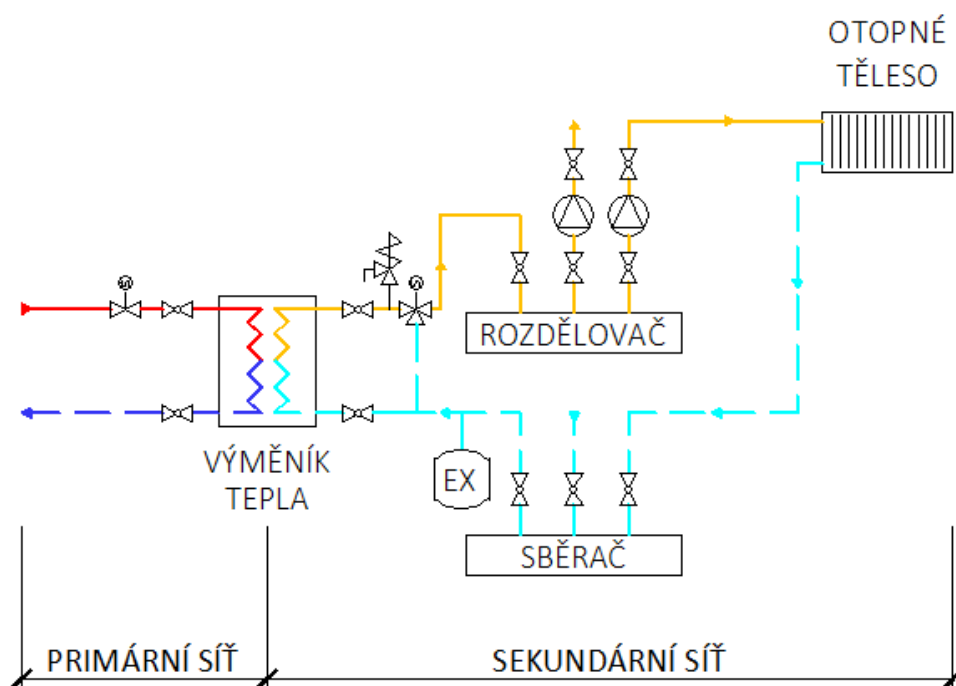 OTOPNÉ
TĚLESO
ROZDĚLOVAČ
VÝMĚNÍK
TEPLA
EX
SBĚRAČ
PRIMÁRNÍ SÍŤ
SEKUNDÁRNÍ SÍŤ